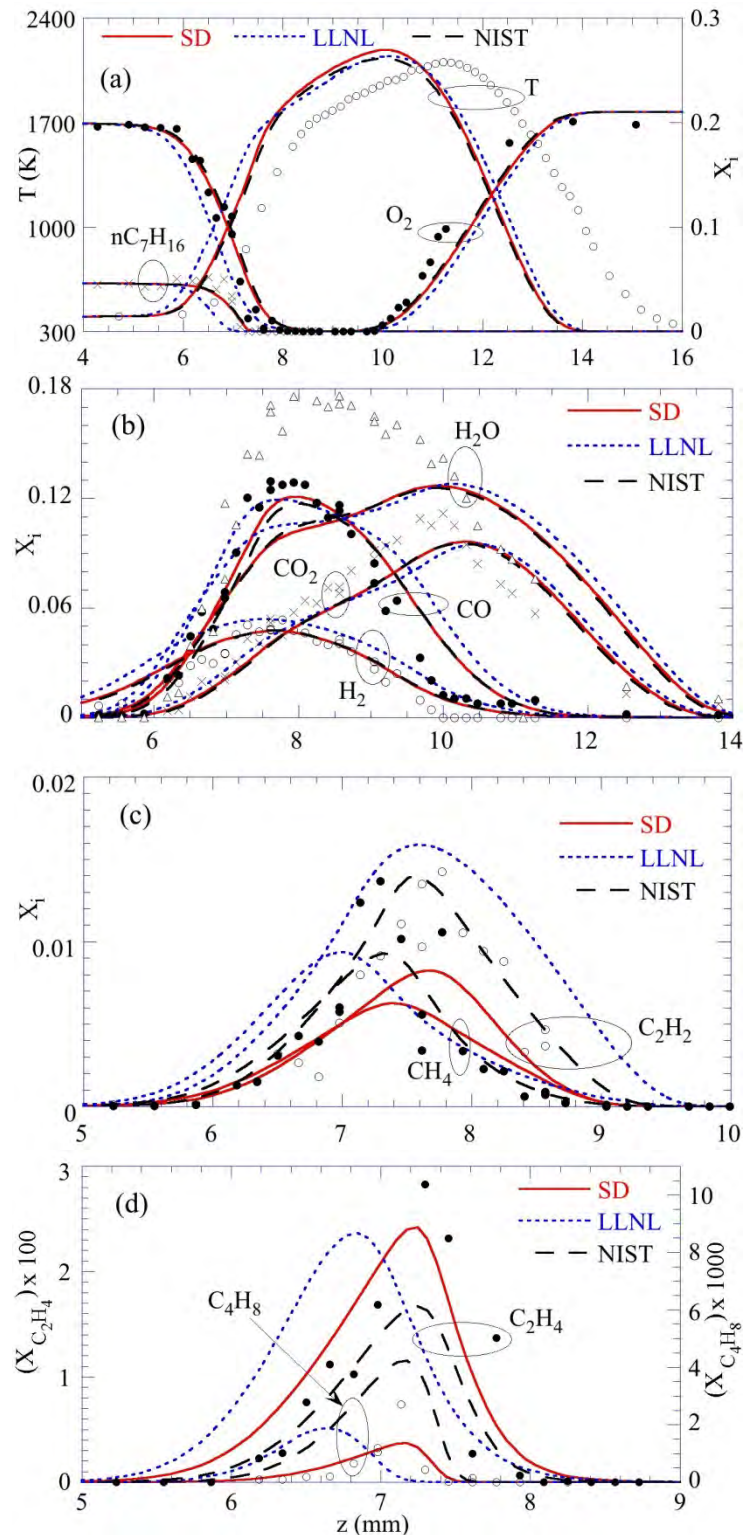 2400
SD
LLNL
NIST
0.3
(a)
T
1700
0.2
T (K)
X_i
O₂
nC₇H₁₆
1000
0.1
300
0
4
6
8
10
12
14
16
0.18
(b)
SD
H₂O
LLNL
NIST
0.12
X_i
CO₂
CO
0.06
H₂
0
6
8
10
12
14
0.02
(c)
SD
LLNL
NIST
X_i
0.01
C₂H₂
CH₄
0
5
6
7
8
9
10
3
(d)
SD
10
LLNL
NIST
8
2
C₄H₈
C₂H₄
6
(X_C₂H₄) x 100
(X_C₄H₈) x 1000
4
1
2
0
0
5
6
7
8
9
z (mm)